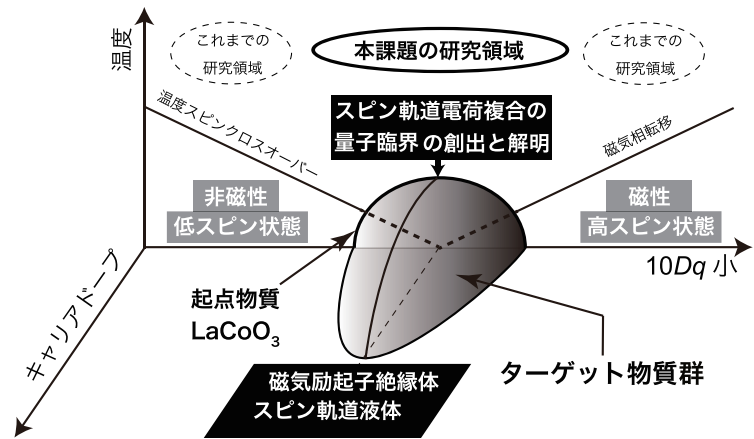 温度
これまでの
研究領域
本課題の研究領域
これまでの
研究領域
スピン軌道電荷複合の
量子臨界の創出と解明
温度スピンクロスオーバー
磁気相転移
非磁性
低スピン状態
磁性
高スピン状態
10Dq 小
キャリアドープ
起点物質
LaCoO₃
ターゲット物質群
磁気励起子絶縁体
スピン軌道液体